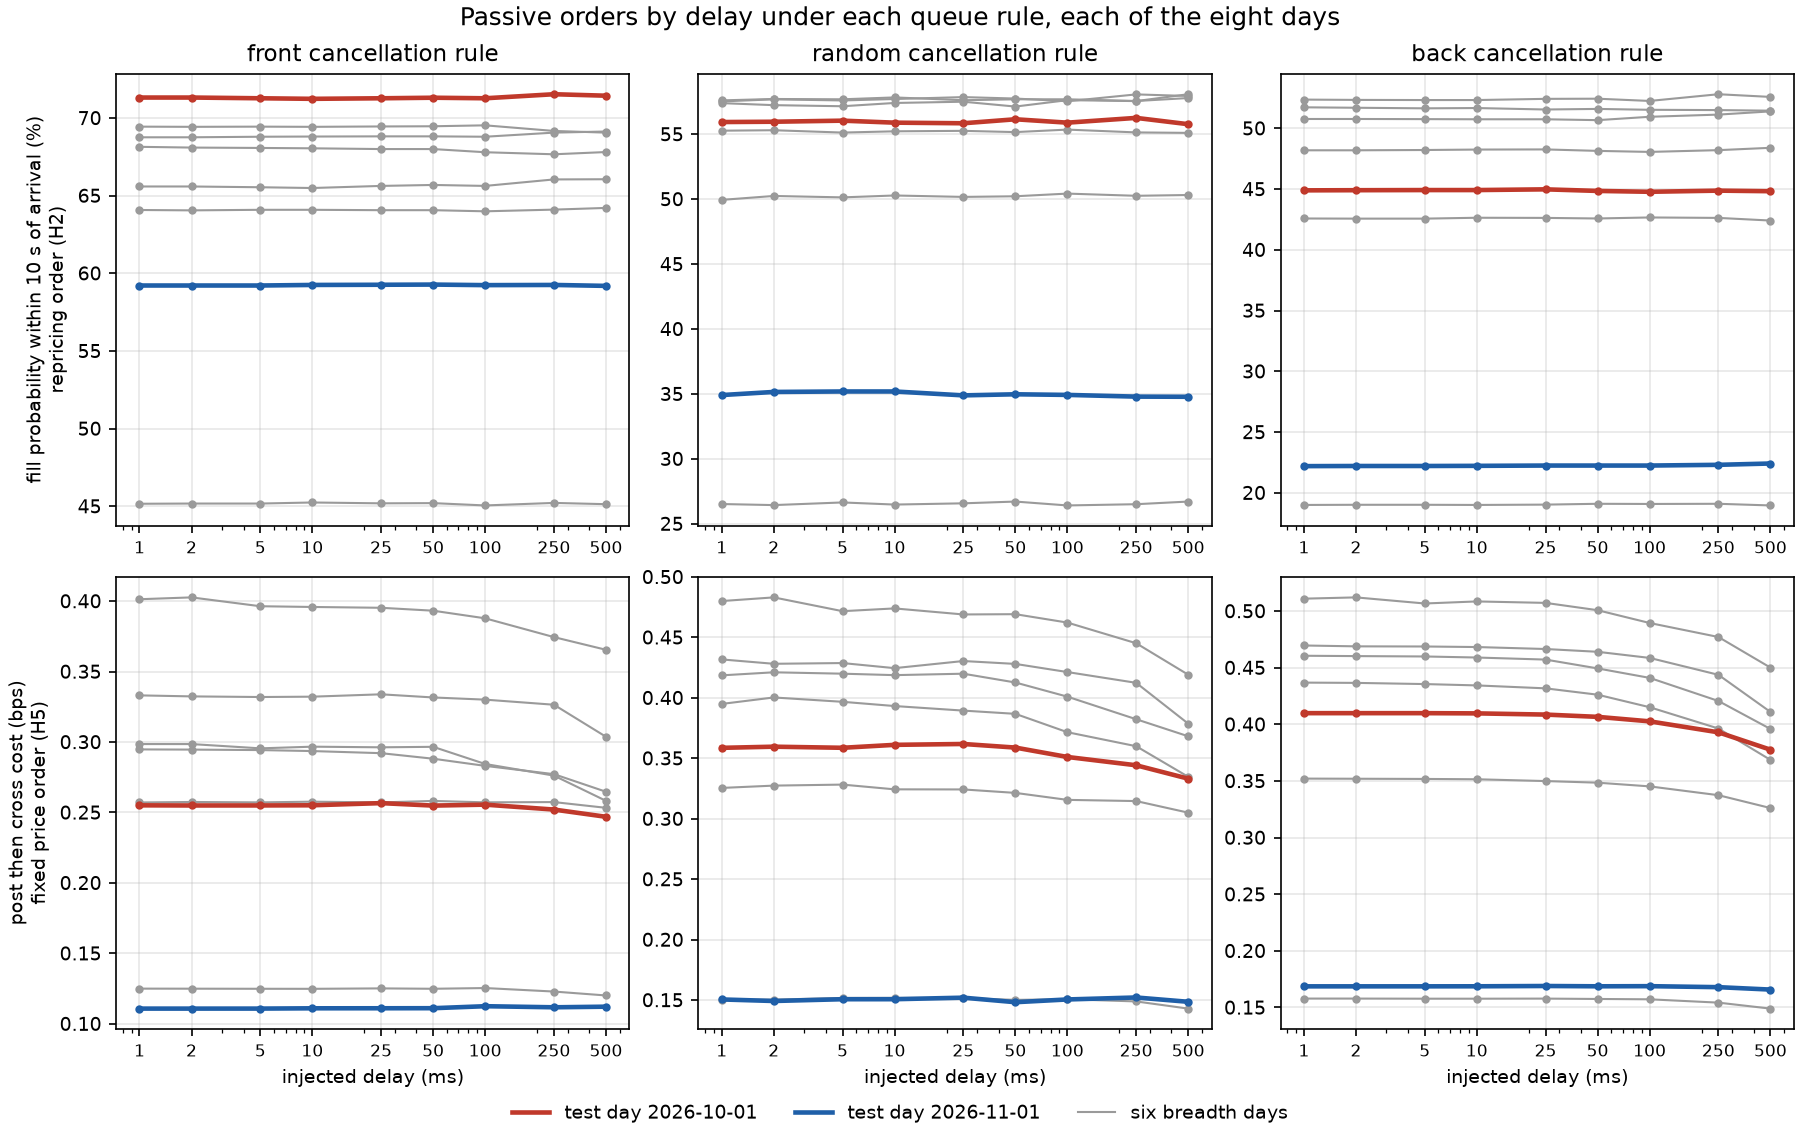 Passive orders by delay under each queue rule, each of the eight days
front cancellation rule
random cancellation rule
back cancellation rule
fill probability within 10 s of arrival (%)
repricing order (H2)
70
65
60
55
50
45
1 2 5 10 25 50 100 250 500
55
50
45
40
35
30
25
1 2 5 10 25 50 100 250 500
50
45
40
35
30
25
20
1 2 5 10 25 50 100 250 500
post then cross cost (bps)
fixed price order (H5)
0.40
0.35
0.30
0.25
0.20
0.15
0.10
1 2 5 10 25 50 100 250 500
injected delay (ms)
0.50
0.45
0.40
0.35
0.30
0.25
0.20
0.15
1 2 5 10 25 50 100 250 500
injected delay (ms)
0.50
0.45
0.40
0.35
0.30
0.25
0.20
0.15
1 2 5 10 25 50 100 250 500
injected delay (ms)
test day 2026-10-01
test day 2026-11-01
six breadth days